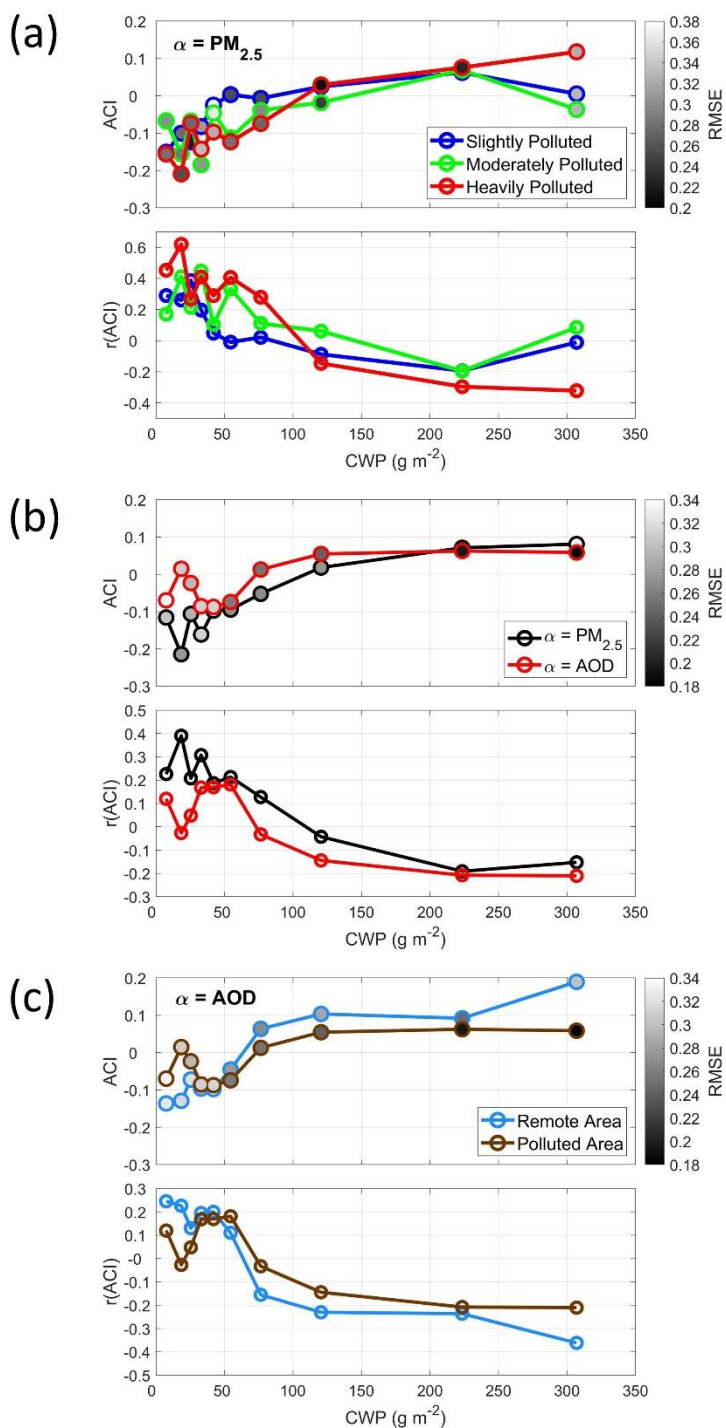 (a)
α = PM2.5
ACI
0.2
0.1
0
-0.1
-0.2
-0.3
Slightly Polluted
Moderately Polluted
Heavily Polluted
0.38
0.36
0.34
0.32
0.3
0.28
0.26
0.24
0.22
0.2
RMSE
r(ACI)
0.6
0.4
0.2
0
-0.2
-0.4
0 50 100 150 200 250 300 350
CWP (g m-2)
(b)
ACI
0.2
0.1
0
-0.1
-0.2
-0.3
α = PM2.5
α = AOD
0.34
0.32
0.3
0.28
0.26
0.24
0.22
0.2
0.18
RMSE
r(ACI)
0.5
0.4
0.3
0.2
0.1
0
-0.1
-0.2
-0.3
0 50 100 150 200 250 300 350
CWP (g m-2)
(c)
α = AOD
ACI
0.2
0.1
0
-0.1
-0.2
-0.3
Remote Area
Polluted Area
0.34
0.32
0.3
0.28
0.26
0.24
0.22
0.2
0.18
RMSE
r(ACI)
0.3
0.2
0.1
-0
-0.1
-0.2
-0.3
-0.4
-0.5
0 50 100 150 200 250 300 350
CWP (g m-2)